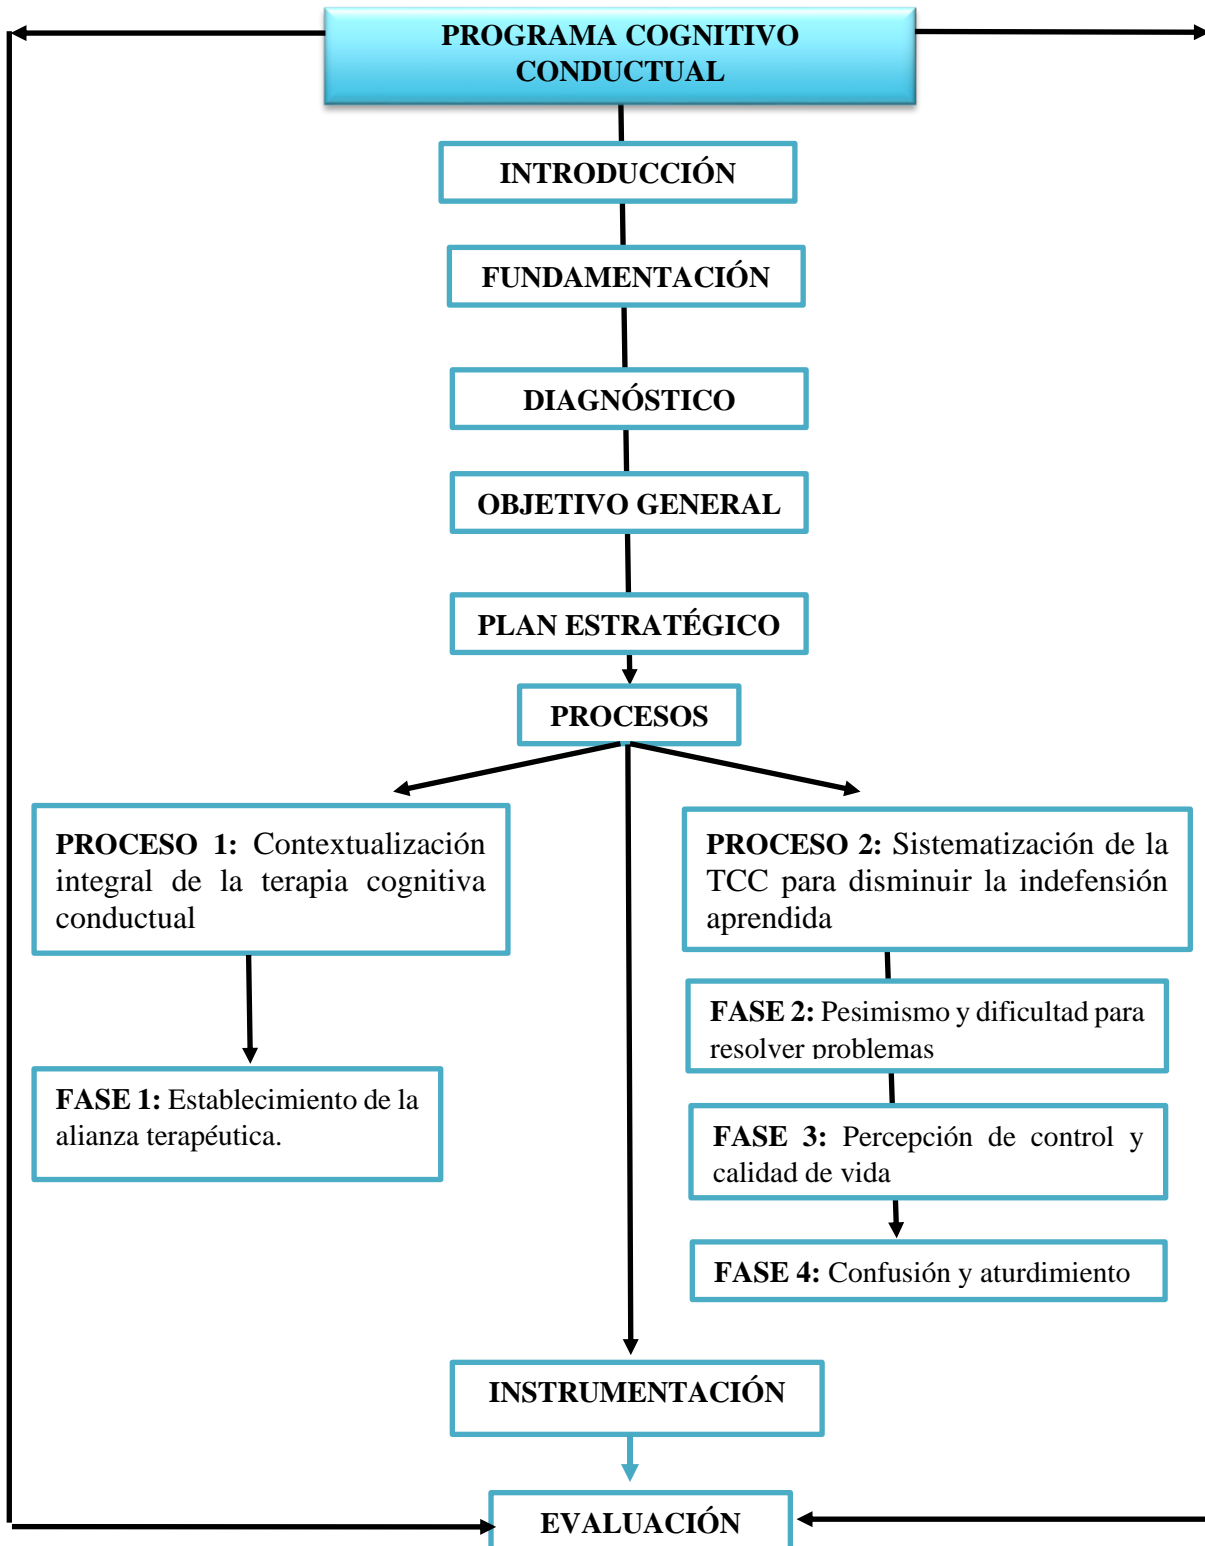 PROGRAMA COGNITIVO
CONDUCTUAL
INTRODUCCIÓN
FUNDAMENTACIÓN
DIAGNÓSTICO
OBJETIVO GENERAL
PLAN ESTRATÉGICO
PROCESOS
PROCESO 1: Contextualización
integral de la terapia cognitiva
conductual
FASE 1: Establecimiento de la
alianza terapéutica.
PROCESO 2: Sistematización de la
TCC para disminuir la indefensión
aprendida
FASE 2: Pesimismo y dificultad para
resolver problemas
FASE 3: Percepción de control y
calidad de vida
FASE 4: Confusión y aturdimiento
INSTRUMENTACIÓN
EVALUACIÓN